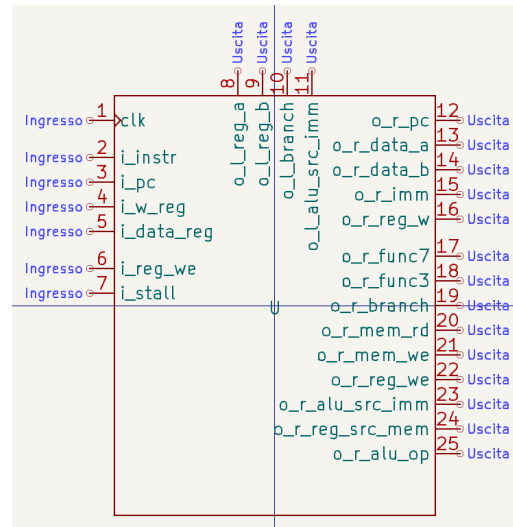 Uscita Uscita Uscita Uscita
8 9 10 11
o_l_reg_a o_l_reg_b o_l_branch o_l_alu_src_imm
Ingresso 1 clk
Ingresso 2 i_instr
Ingresso 3 i_pc
Ingresso 4 i_w_reg
Ingresso 5 i_data_reg
Ingresso 6 i_reg_we
Ingresso 7 i_stall
U
o_r_pc 12 Uscita
o_r_data_a 13 Uscita
o_r_data_b 14 Uscita
o_r_imm 15 Uscita
o_r_reg_w 16 Uscita
o_r_func7 17 Uscita
o_r_func3 18 Uscita
o_r_branch 19 Uscita
o_r_mem_rd 20 Uscita
o_r_mem_we 21 Uscita
o_r_reg_we 22 Uscita
o_r_alu_src_imm 23 Uscita
o_r_reg_src_mem 24 Uscita
o_r_alu_op 25 Uscita